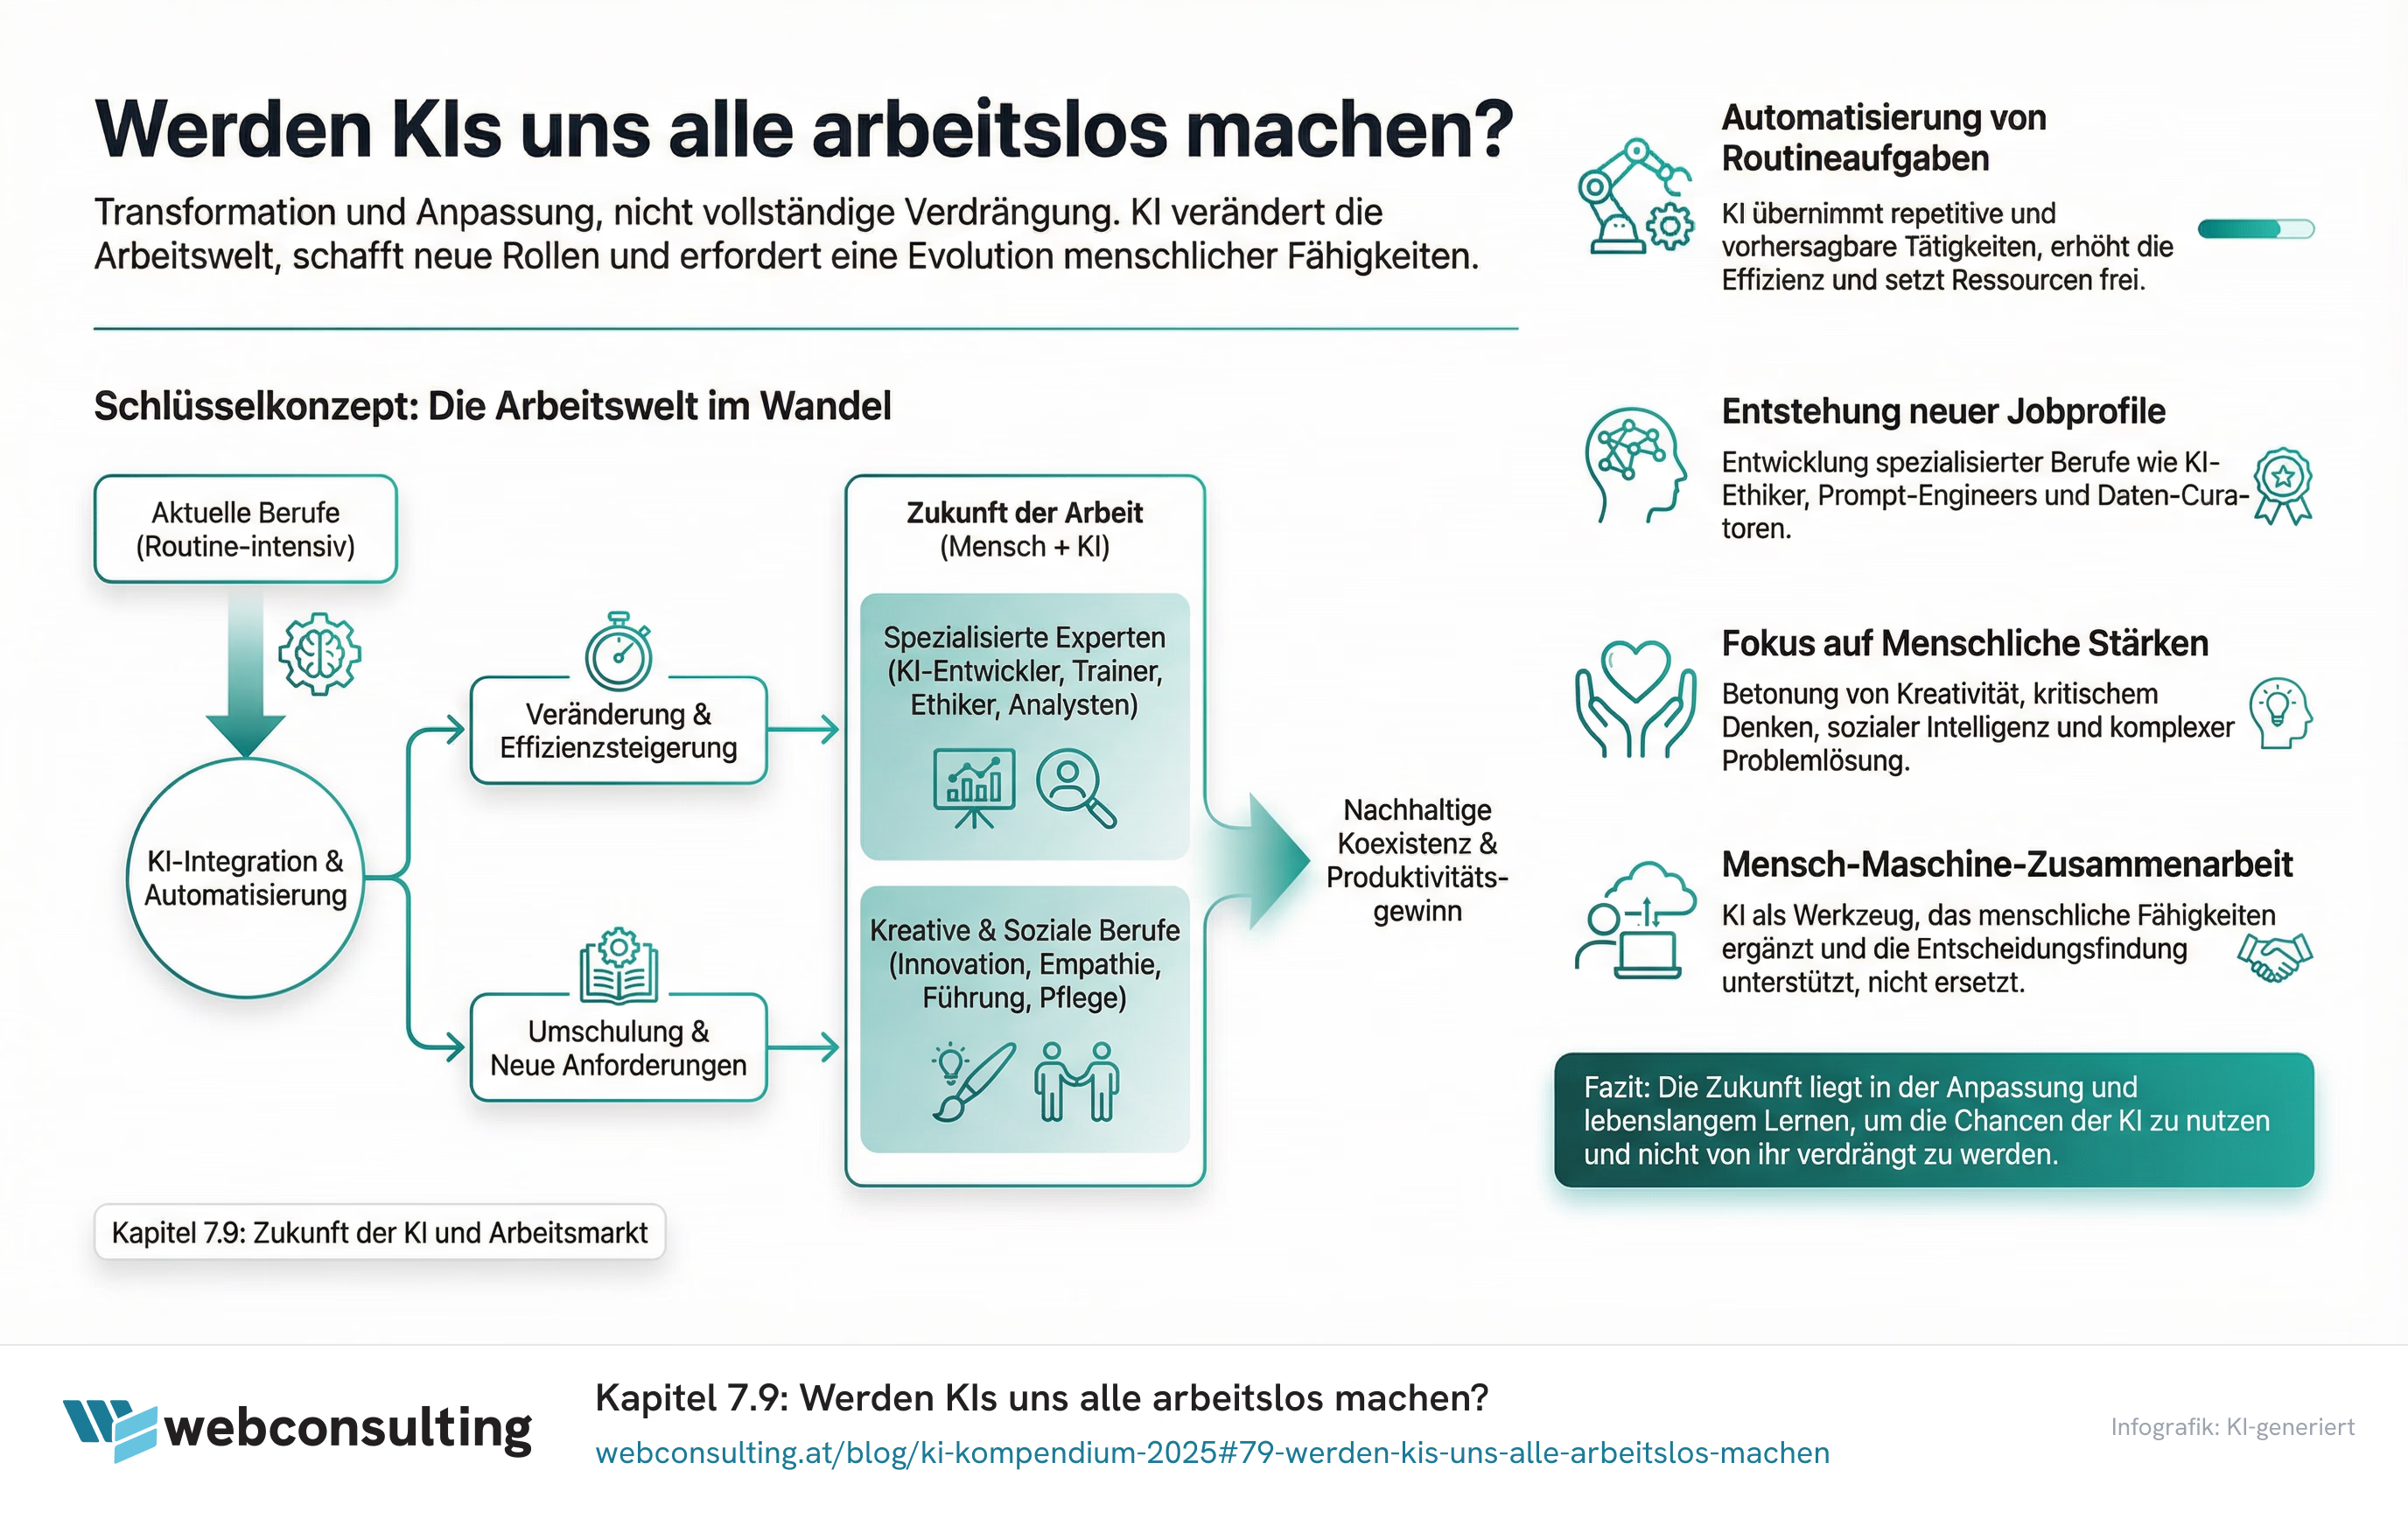 Werden KIs uns alle arbeitslos machen?
Transformation und Anpassung, nicht vollständige Verdrängung. KI verändert die
Arbeitswelt, schafft neue Rollen und erfordert eine Evolution menschlicher Fähigkeiten.
Schlüsselkonzept: Die Arbeitswelt im Wandel
Aktuelle Berufe
(Routine-intensiv)
KI-Integration &
Automatisierung
Veränderung &
Effizienzsteigerung
Umschulung &
Neue Anforderungen
Zukunft der Arbeit
(Mensch + KI)
Spezialisierte Experten
(KI-Entwickler, Trainer,
Ethiker, Analysten)
Kreative & Soziale Berufe
(Innovation, Empathie,
Führung, Pflege)
Nachhaltige
Koexistenz &
Produktivitäts-
gewinn
Kapitel 7.9: Zukunft der KI und Arbeitsmarkt
Automatisierung von
Routineaufgaben
KI übernimmt repetitive und
vorhersagbare Tätigkeiten, erhöht die
Effizienz und setzt Ressourcen frei.
Entstehung neuer Jobprofile
Entwicklung spezialisierter Berufe wie KI-
Ethiker, Prompt-Engineers und Daten-Cura-
toren.
Fokus auf Menschliche Stärken
Betonung von Kreativität, kritischem
Denken, sozialer Intelligenz und komplexer
Problemlösung.
Mensch-Maschine-Zusammenarbeit
KI als Werkzeug, das menschliche Fähigkeiten
ergänzt und die Entscheidungsfindung
unterstützt, nicht ersetzt.
Fazit: Die Zukunft liegt in der Anpassung und
lebenslangem Lernen, um die Chancen der KI zu nutzen
und nicht von ihr verdrängt zu werden.
webconsulting
Kapitel 7.9: Werden KIs uns alle arbeitslos machen?
webconsulting.at/blog/ki-kompendium-2025#79-werden-kis-uns-alle-arbeitslos-machen
Infografik: KI-generiert